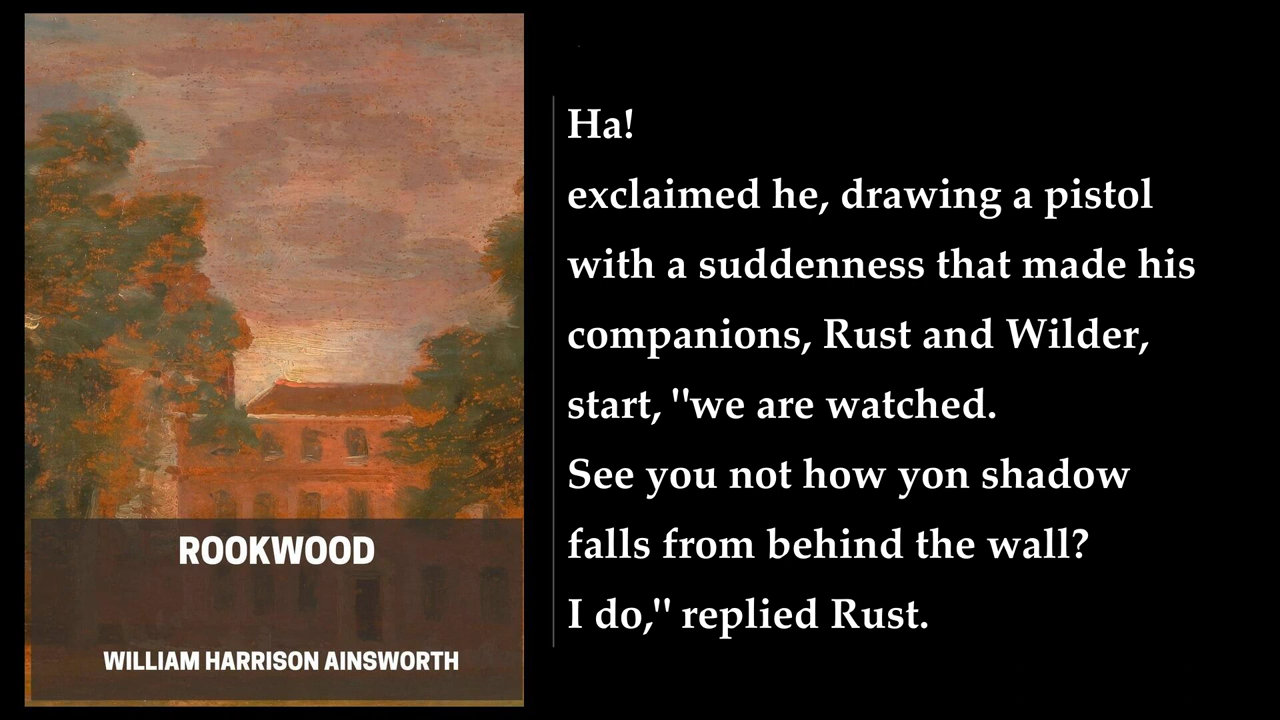 ROOKWOOD
WILLIAM HARRISON AINSWORTH
Ha!
exclaimed he, drawing a pistol
with a suddenness that made his
companions, Rust and Wilder,
start, "we are watched.
See you not how yon shadow
falls from behind the wall?
I do," replied Rust.